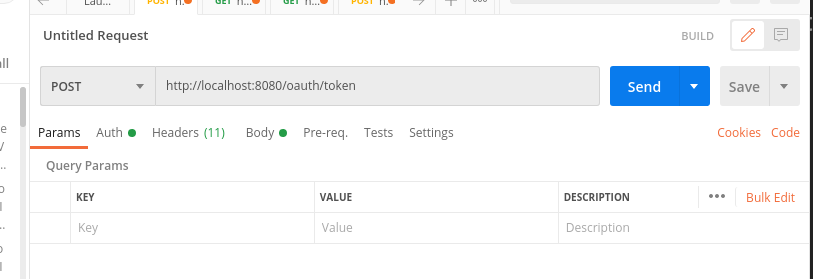 Lau...
POST n.
GET n...
GET n...
POST n.
Untitled Request
BUILD
POST
http://localhost:8080/oauth/token
Send
Save
Params Auth Headers (11) Body Pre-req. Tests Settings
Cookies Code
Query Params
KEY VALUE DESCRIPTION
Bulk Edit
Key Value Description